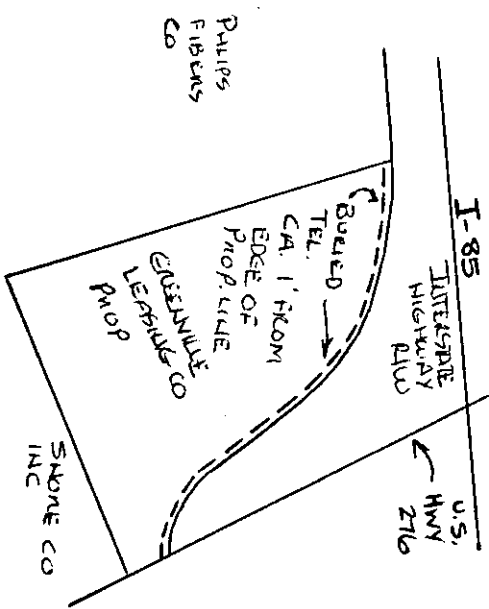 I-85
INTERSTATE
HIGHWAY
R/W
U.S.
HWY
276
PHILIPS
FIBERS
CO
BURIED
TEL.
CA. 1' FROM
EDGE OF
PROP. LINE
GREENVILLE
LEASING CO
PROP
SHOME CO
INC